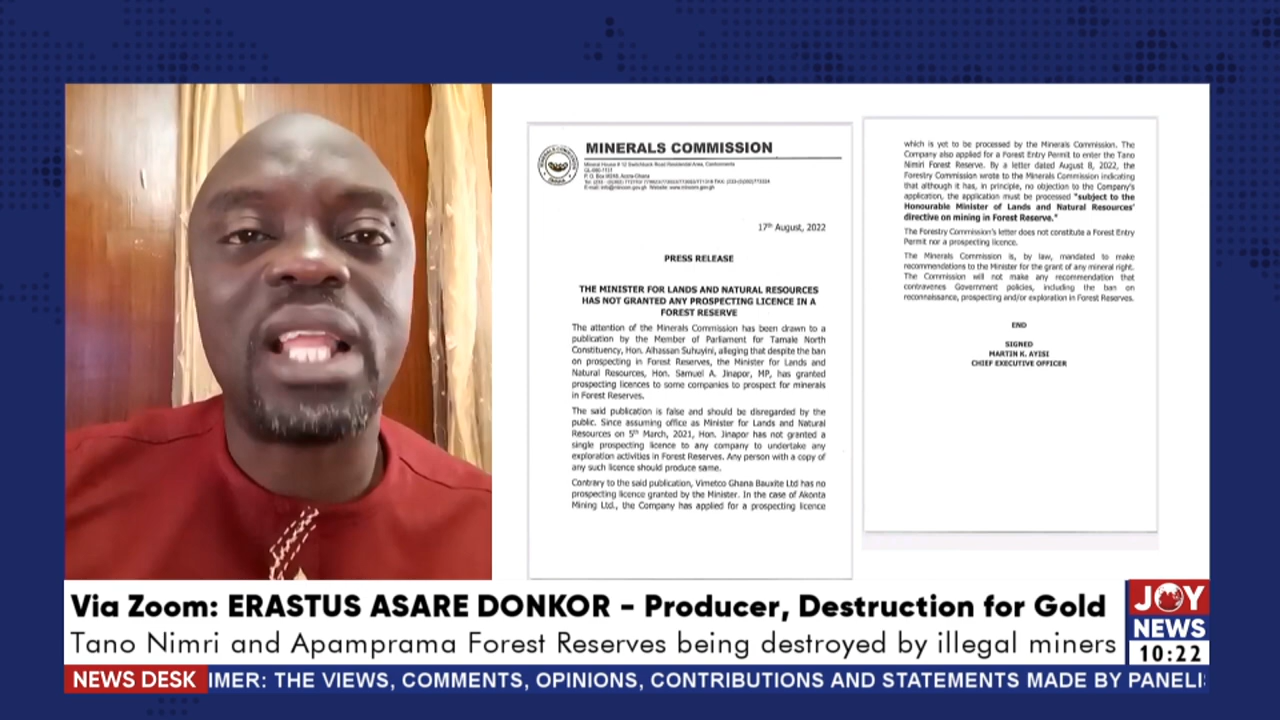 MINERALS COMMISSION
17th August, 2022
PRESS RELEASE
THE MINISTER FOR LANDS AND NATURAL RESOURCES
HAS NOT GRANTED ANY PROSPECTING LICENCE IN A
FOREST RESERVE
The attention of the Minerals Commission has been drawn to a
publication by the Member of Parliament for Tamale North
Constituency, Hon. Alhassan Suhuyini, alleging that despite the ban
on prospecting in Forest Reserves, the Minister for Lands and
Natural Resources, Hon. Samuel A. Jinapor, MP, has granted
prospecting licences to some companies to prospect for minerals
in Forest Reserves.
The said publication is false and should be disregarded by the
public. Since assuming office as Minister for Lands and Natural
Resources on 5th March, 2021, Hon. Jinapor has not granted a
single prospecting licence to any company to undertake any
exploration activities in Forest Reserves. Any person with a copy of
any such licence should produce same.
Contrary to the said publication, Vimetco Ghana Bauxite Ltd has no
prospecting licence granted by the Minister. In the case of Akonta
Mining Ltd., the Company has applied for a prospecting licence
which is yet to be processed by the Minerals Commission. The
Company also applied for a Forest Entry Permit to enter the Tano
Nimiri Forest Reserve. By a letter dated August 8, 2022, the
Forestry Commission wrote to the Minerals Commission indicating
that although it has, in principle, no objection to the Company's
application, the application must be processed "subject to the
Honourable Minister of Lands and Natural Resources'
directive on mining in Forest Reserve."
The Forestry Commission's letter does not constitute a Forest Entry
Permit nor a prospecting licence.
The Minerals Commission is, by law, mandated to make
recommendations to the Minister for the grant of any mineral right.
The Commission will not make any recommendation that
contravenes Government policies, including the ban on
reconnaissance, prospecting and/or exploration in Forest Reserves.
END
SIGNED
MARTIN K. AYISI
CHIEF EXECUTIVE OFFICER
Via Zoom: ERASTUS ASARE DONKOR – Producer, Destruction for Gold
Tano Nimri and Apamprama Forest Reserves being destroyed by illegal miners
JOY
NEWS
10:22
NEWS DESK IMER: THE VIEWS, COMMENTS, OPINIONS, CONTRIBUTIONS AND STATEMENTS MADE BY PANELI